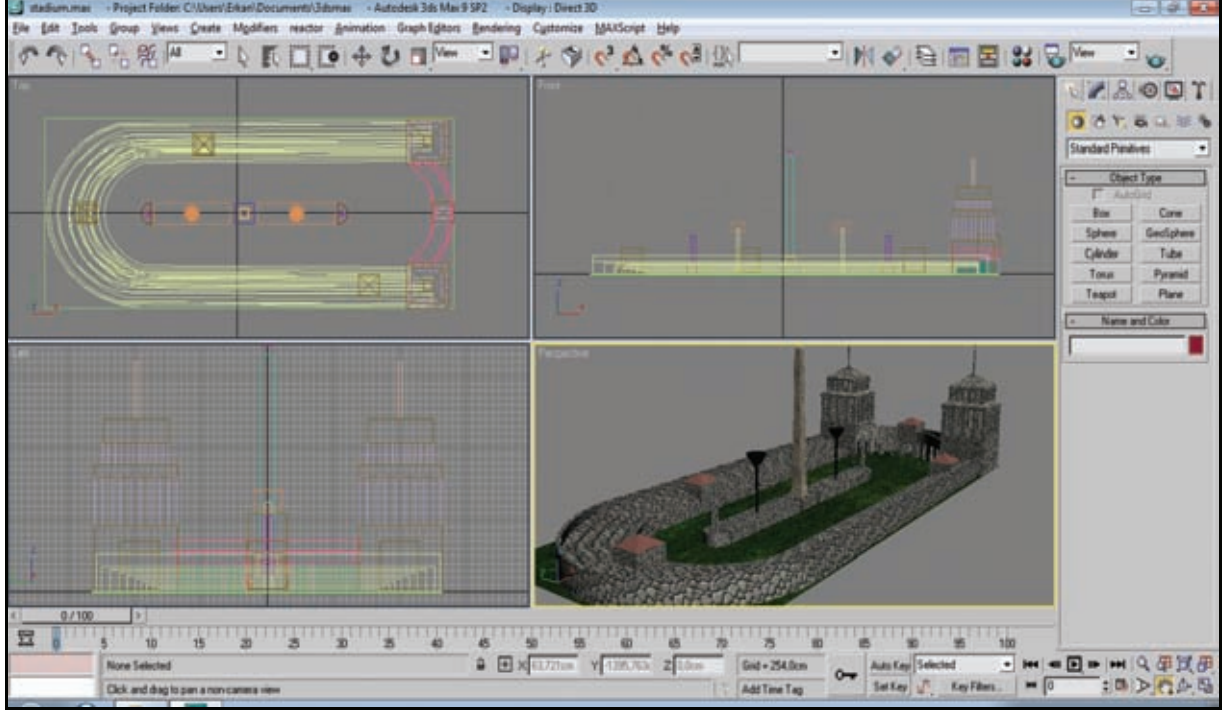 stadium.max - Project Folder: C:\Users\Erkan\Documents\3dsmax - Autodesk 3ds Max 9 SP2 - Display : Direct 3D
File Edit Tools Group Views Create Modifiers reactor Animation Graph Editors Rendering Customize MAXScript Help
All View View
Top
Front
Left
Perspective
Standard Primitives
- Object Type
AutoGrid
Box Cone
Sphere GeoSphere
Cylinder Tube
Torus Pyramid
Teapot Plane
- Name and Color
< 0 / 100 >
0 5 10 15 20 25 30 35 40 45 50 55 60 65 70 75 80 85 90 95 100
None Selected X Y Z 0,0cm Grid = 254,0cm Auto Key Selected
Click and drag to pan a non-camera view Add Time Tag Set Key Key Filters... 0